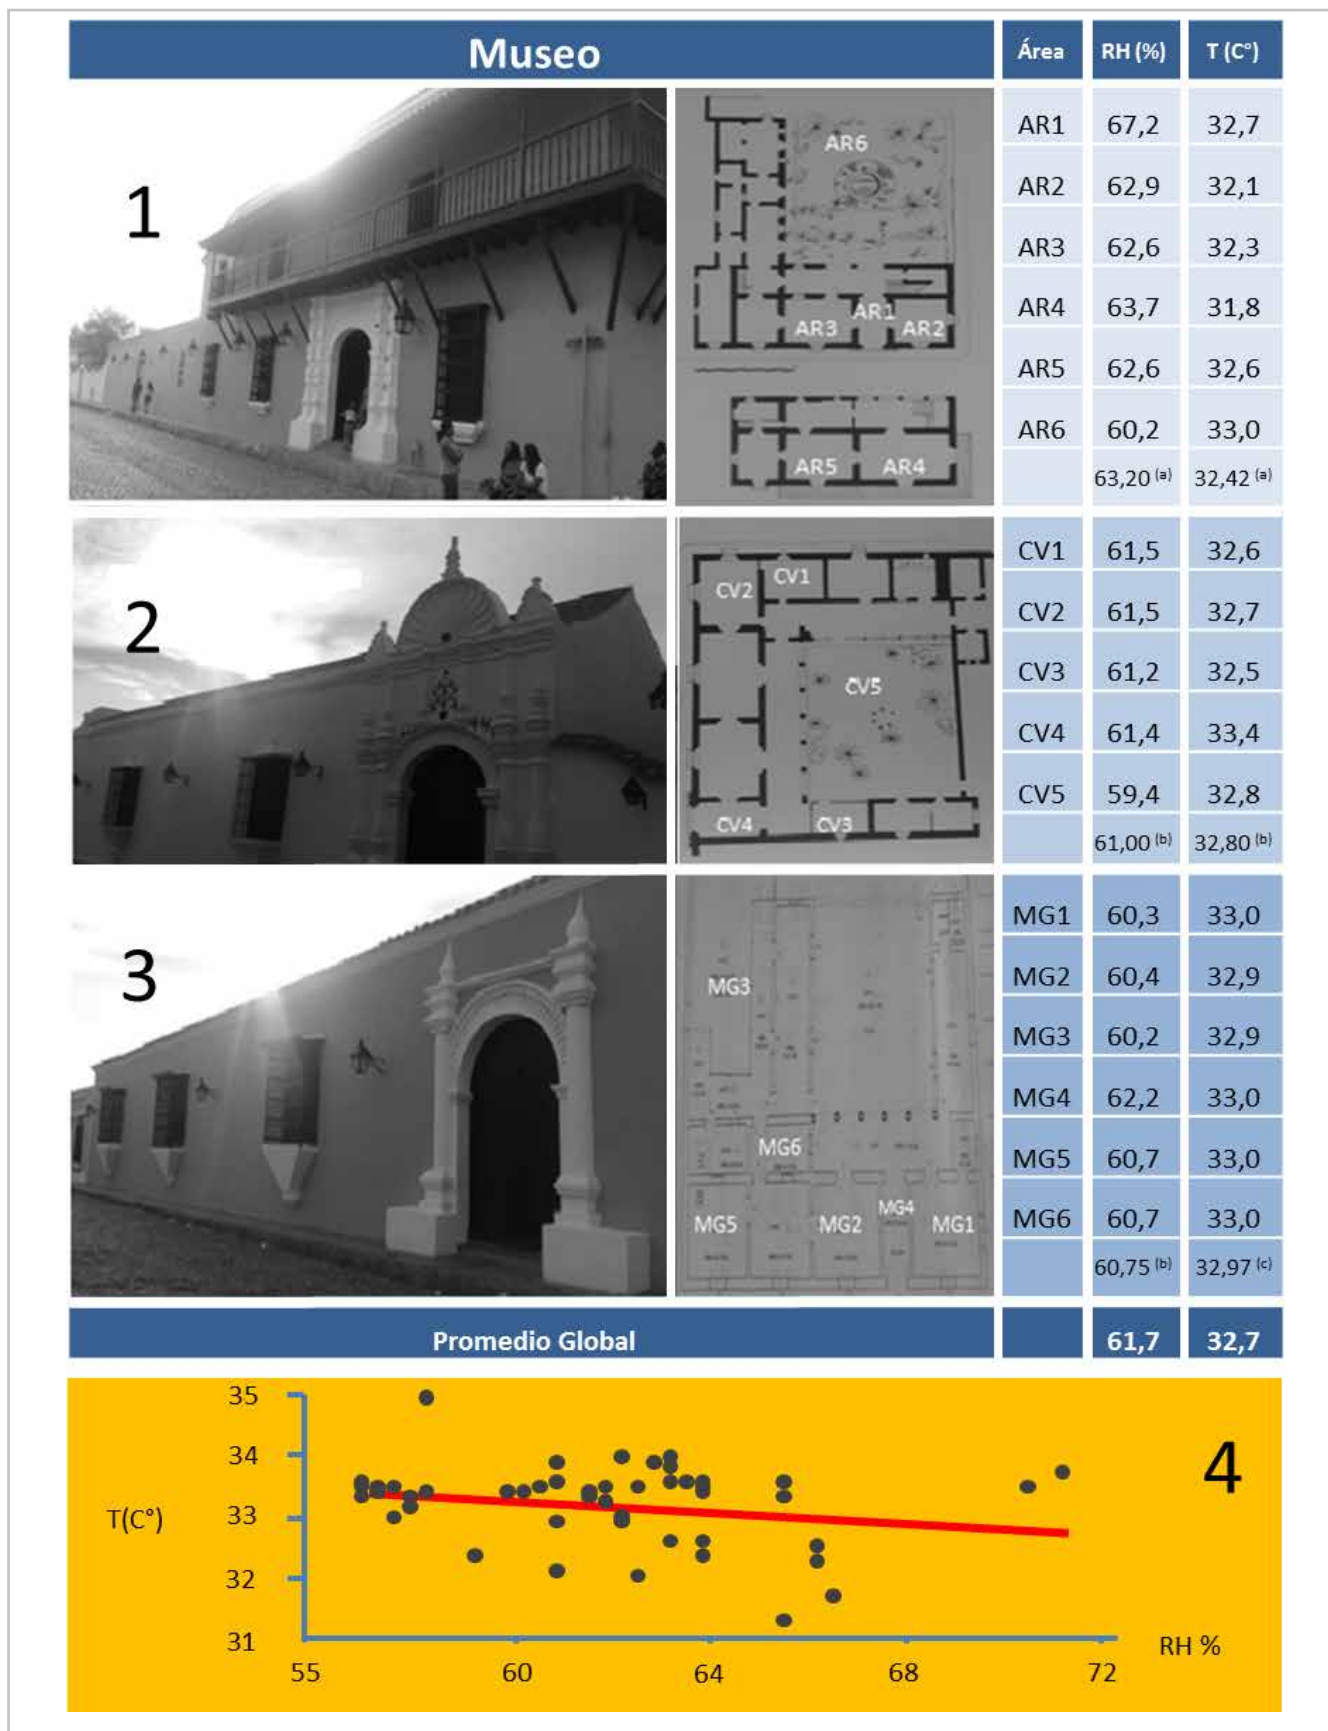 Museo Área RH (%) T (C°)
1
AR6
AR1
AR3 AR2
AR5 AR4
AR1 67,2 32,7
AR2 62,9 32,1
AR3 62,6 32,3
AR4 63,7 31,8
AR5 62,6 32,6
AR6 60,2 33,0
63,20 (a) 32,42 (a)
2
CV2 CV1
CV5
CV4 CV3
CV1 61,5 32,6
CV2 61,5 32,7
CV3 61,2 32,5
CV4 61,4 33,4
CV5 59,4 32,8
61,00 (b) 32,80 (b)
3
MG3
MG6
MG5 MG2 MG4 MG1
MG1 60,3 33,0
MG2 60,4 32,9
MG3 60,2 32,9
MG4 62,2 33,0
MG5 60,7 33,0
MG6 60,7 33,0
60,75 (b) 32,97 (c)
Promedio Global 61,7 32,7
4
T(C°)
35
34
33
32
31
55 60 64 68 72
RH %